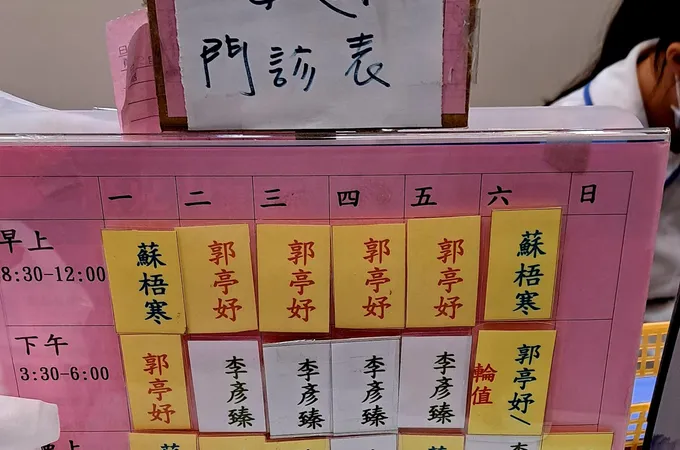 門診表
一 二 三 四 五 六 日
早上
8:30-12:00
蘇梧寒 郭亭妤 郭亭妤 郭亭妤 郭亭妤 蘇梧寒
下午
3:30-6:00
郭亭妤 李彥臻 李彥臻 李彥臻 李彥臻 郭亭妤/
輪值
上